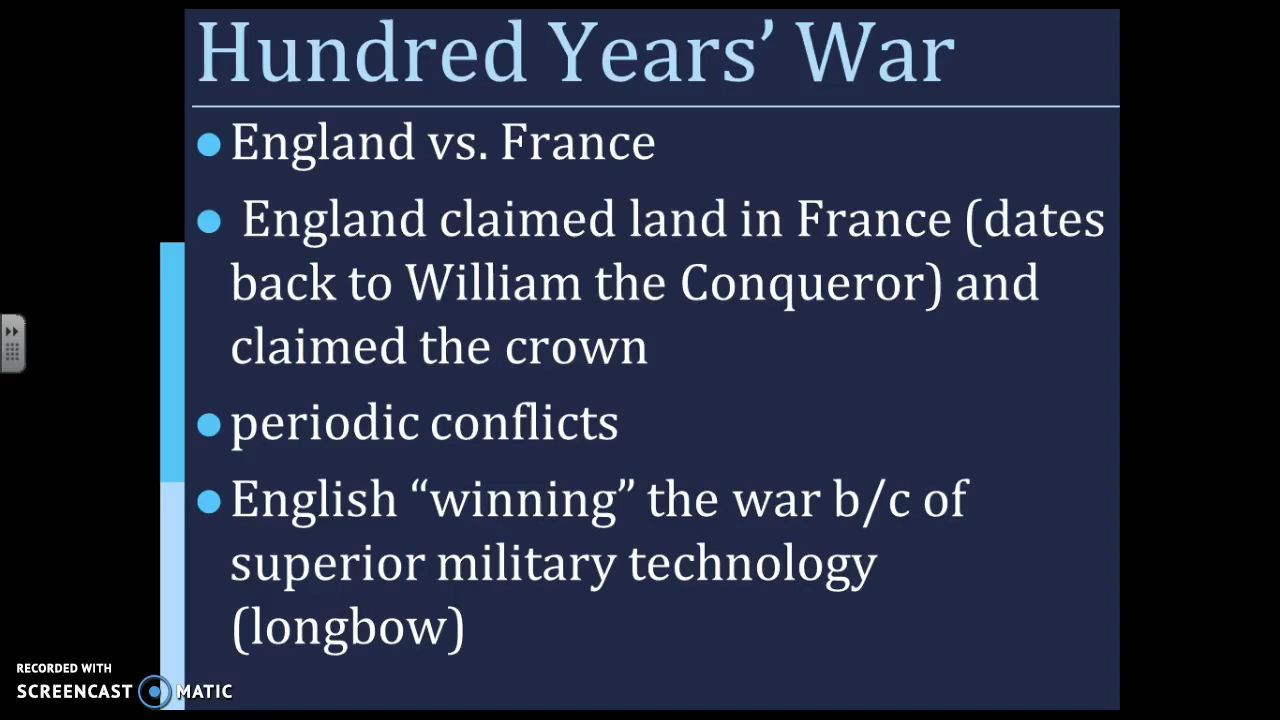 Hundred Years’ War
England vs. France
England claimed land in France (dates
back to William the Conqueror) and
claimed the crown
periodic conflicts
English “winning” the war b/c of
superior military technology
(longbow)
RECORDED WITH
SCREENCAST MATIC